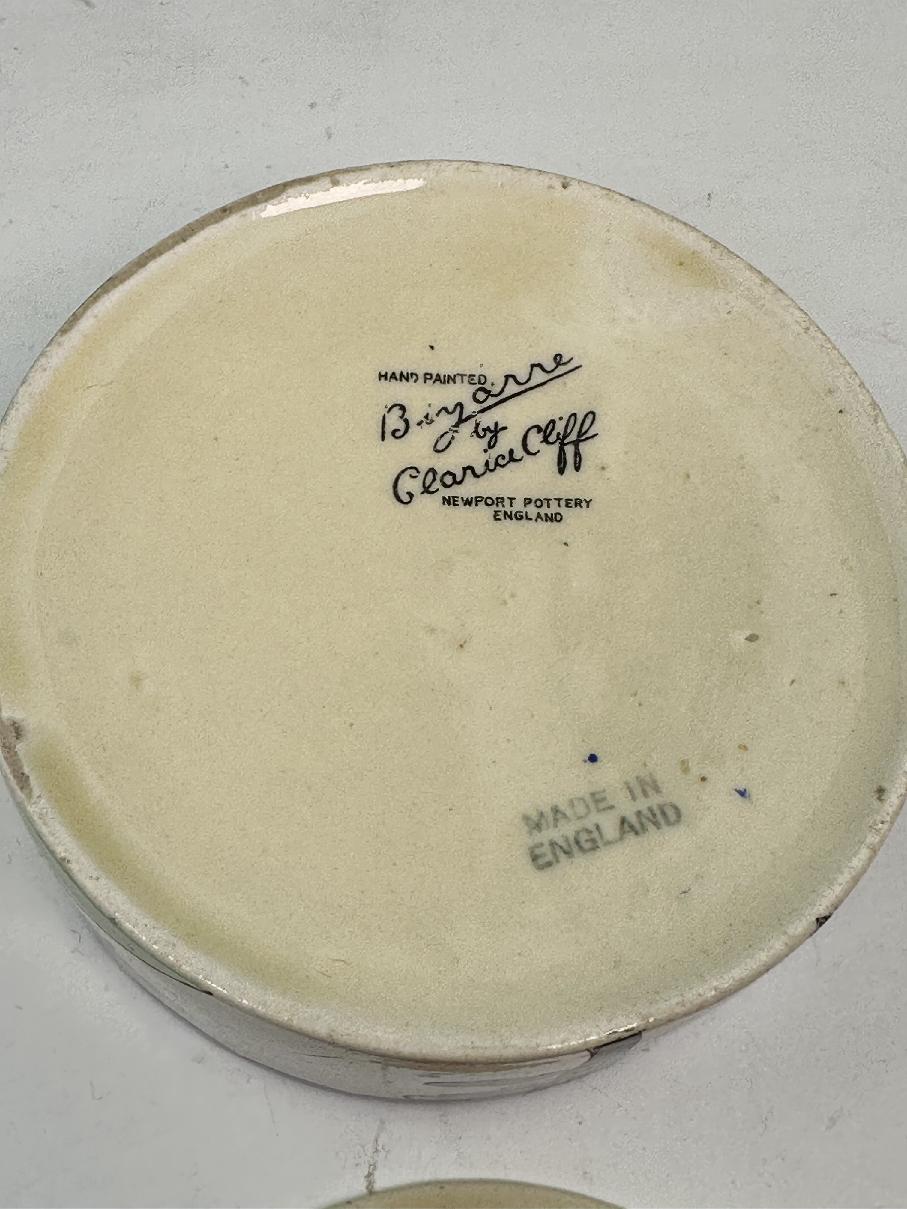 HAND PAINTED
Bizarre
by
Clarice Cliff
NEWPORT POTTERY
ENGLAND
MADE IN
ENGLAND